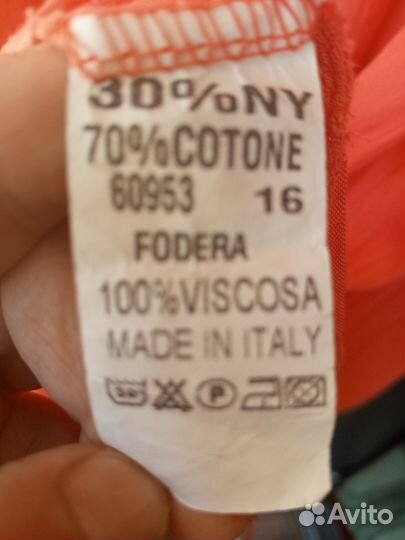 30%NY
70%COTONE
60953 16
FODERA
100%VISCOSA
MADE IN ITALY
P
Avito